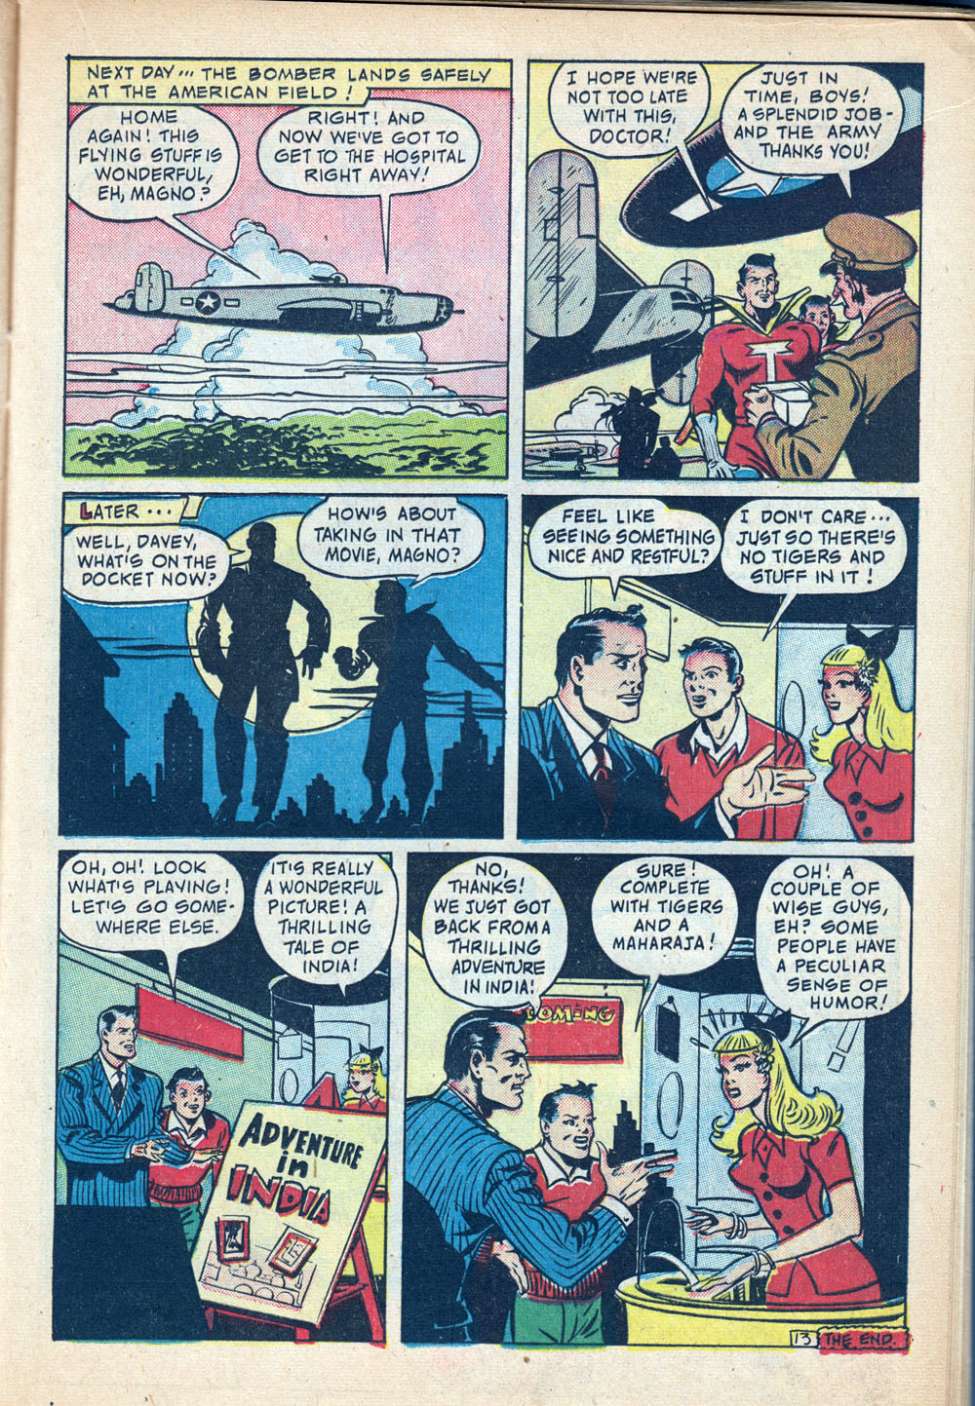 NEXT DAY... THE BOMBER LANDS SAFELY
AT THE AMERICAN FIELD!
HOME
AGAIN! THIS
FLYING STUFF IS
WONDERFUL,
EH, MAGNO?
RIGHT! AND
NOW WE'VE GOT TO
GET TO THE HOSPITAL
RIGHT AWAY!
I HOPE WE'RE
NOT TOO LATE
WITH THIS,
DOCTOR!
JUST IN
TIME, BOYS!
A SPLENDID JOB-
AND THE ARMY
THANKS YOU!
T
LATER...
WELL, DAVEY,
WHAT'S ON THE
DOCKET NOW?
HOW'S ABOUT
TAKING IN THAT
MOVIE, MAGNO?
FEEL LIKE
SEEING SOMETHING
NICE AND RESTFUL?
I DON'T CARE...
JUST SO THERE'S
NO TIGERS AND
STUFF IN IT!
OH, OH! LOOK
WHAT'S PLAYING!
LET'S GO SOME-
WHERE ELSE.
IT'S REALLY
A WONDERFUL
PICTURE! A
THRILLING
TALE OF
INDIA!
ADVENTURE
in
INDIA
NO,
THANKS!
WE JUST GOT
BACK FROM A
THRILLING
ADVENTURE
IN INDIA!
SURE!
COMPLETE
WITH TIGERS
AND A
MAHARAJA!
OH! A
COUPLE OF
WISE GUYS,
EH? SOME
PEOPLE HAVE
A PECULIAR
SENSE OF
HUMOR!
COMING
13 THE END.